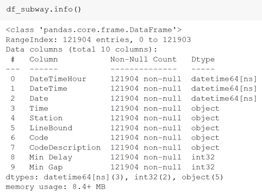 df_subway.info()
<class 'pandas.core.frame.DataFrame'>
RangeIndex: 121904 entries, 0 to 121903
Data columns (total 10 columns):
# Column Non-Null Count Dtype
--- ------ -------------- -----
0 DateTimeHour 121904 non-null datetime64[ns]
1 DateTime 121904 non-null datetime64[ns]
2 Date 121904 non-null datetime64[ns]
3 Time 121904 non-null object
4 Station 121904 non-null object
5 LineBound 121904 non-null object
6 Code 121904 non-null object
7 CodeDescription 121904 non-null object
8 Min Delay 121904 non-null int32
9 Min Gap 121904 non-null int32
dtypes: datetime64[ns](3), int32(2), object(5)
memory usage: 8.4+ MB